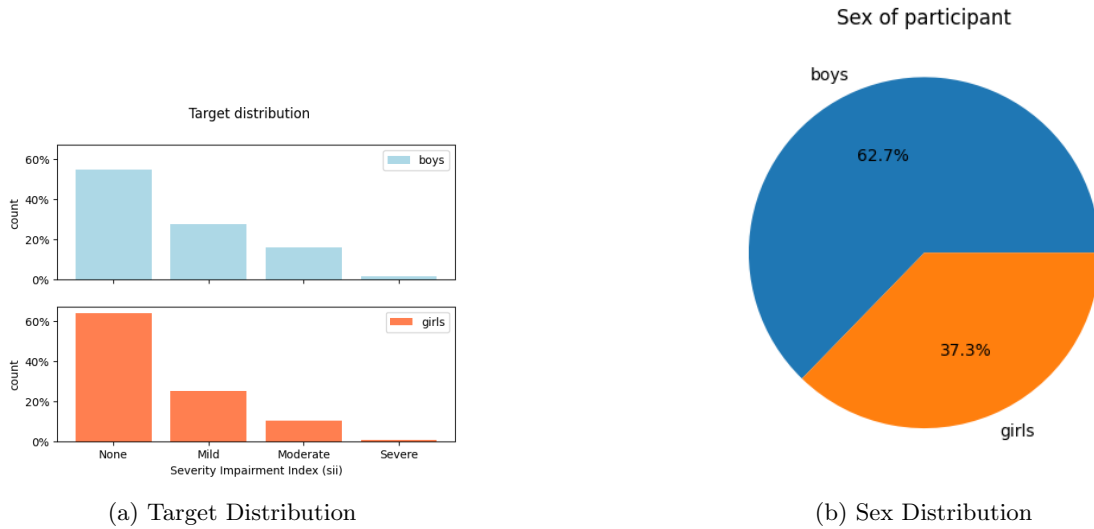 Target distribution
60%
40%
20%
0%
count
boys
60%
40%
20%
0%
count
girls
None Mild Moderate Severe
Severity Impairment Index (sii)
(a) Target Distribution
Sex of participant
boys
62.7%
37.3%
girls
(b) Sex Distribution